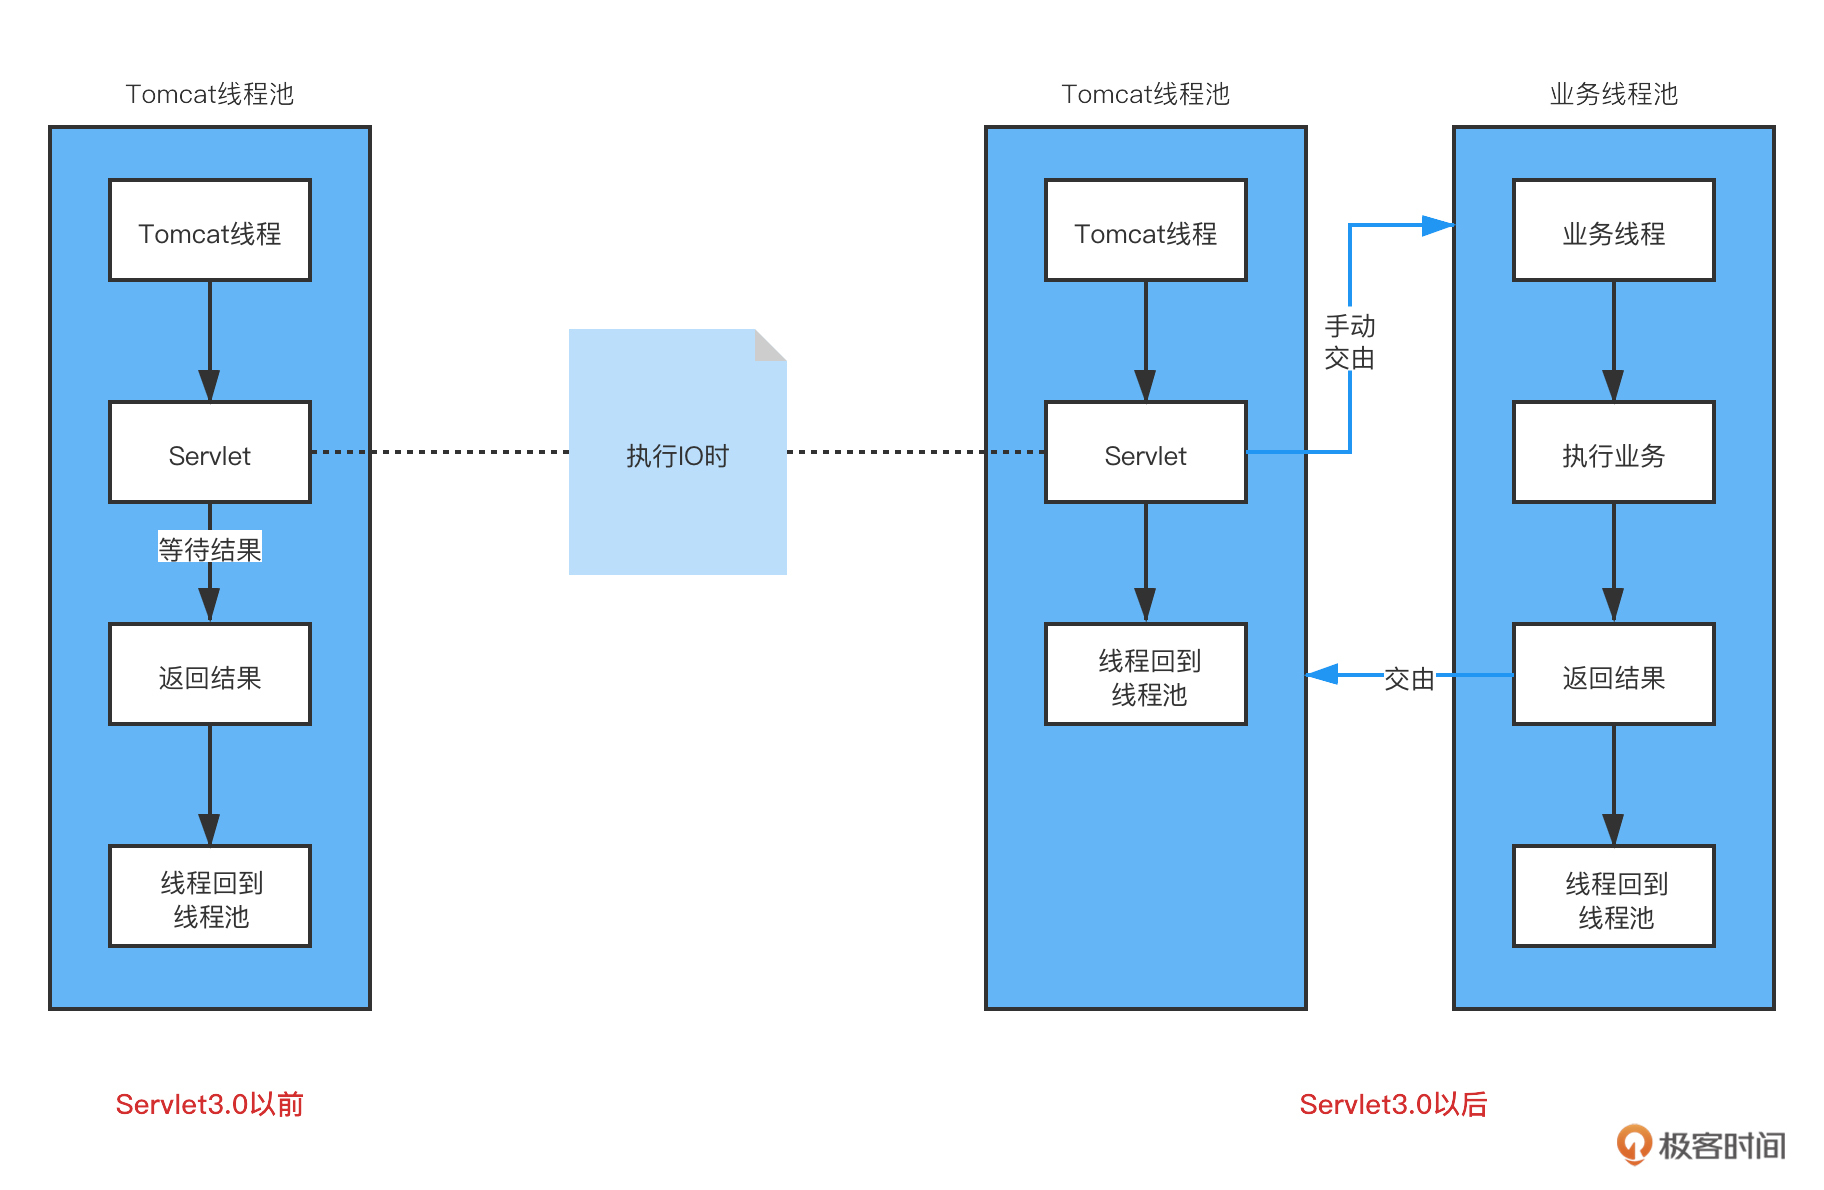 Tomcat线程池
Tomcat线程
Servlet
等待结果
返回结果
线程回到
线程池
Servlet3.0以前
执行IO时
Tomcat线程池
Tomcat线程
Servlet
线程回到
线程池
手动
交由
交由
业务线程池
业务线程
执行业务
返回结果
线程回到
线程池
Servlet3.0以后
极客时间